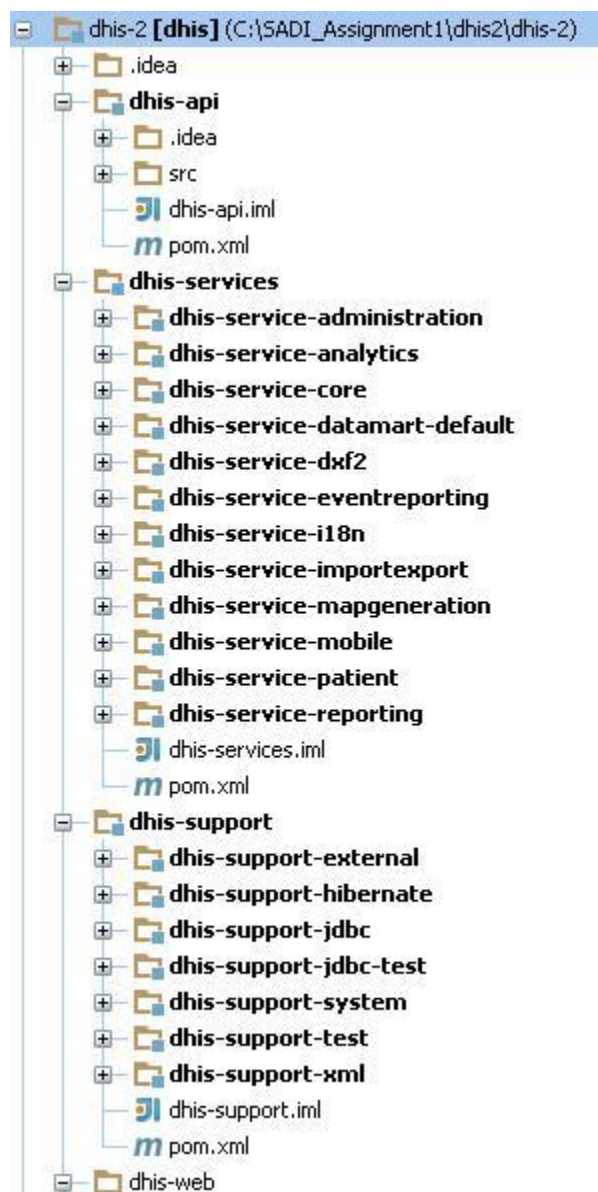 dhis-2 [dhis] (C:\SADI_Assignment1\dhis2\dhis-2)
.idea
dhis-api
.idea
src
dhis-api.iml
pom.xml
dhis-services
dhis-service-administration
dhis-service-analytics
dhis-service-core
dhis-service-datamart-default
dhis-service-dxf2
dhis-service-eventreporting
dhis-service-i18n
dhis-service-importexport
dhis-service-mapgeneration
dhis-service-mobile
dhis-service-patient
dhis-service-reporting
dhis-services.iml
pom.xml
dhis-support
dhis-support-external
dhis-support-hibernate
dhis-support-jdbc
dhis-support-jdbc-test
dhis-support-system
dhis-support-test
dhis-support-xml
dhis-support.iml
pom.xml
dhis-web